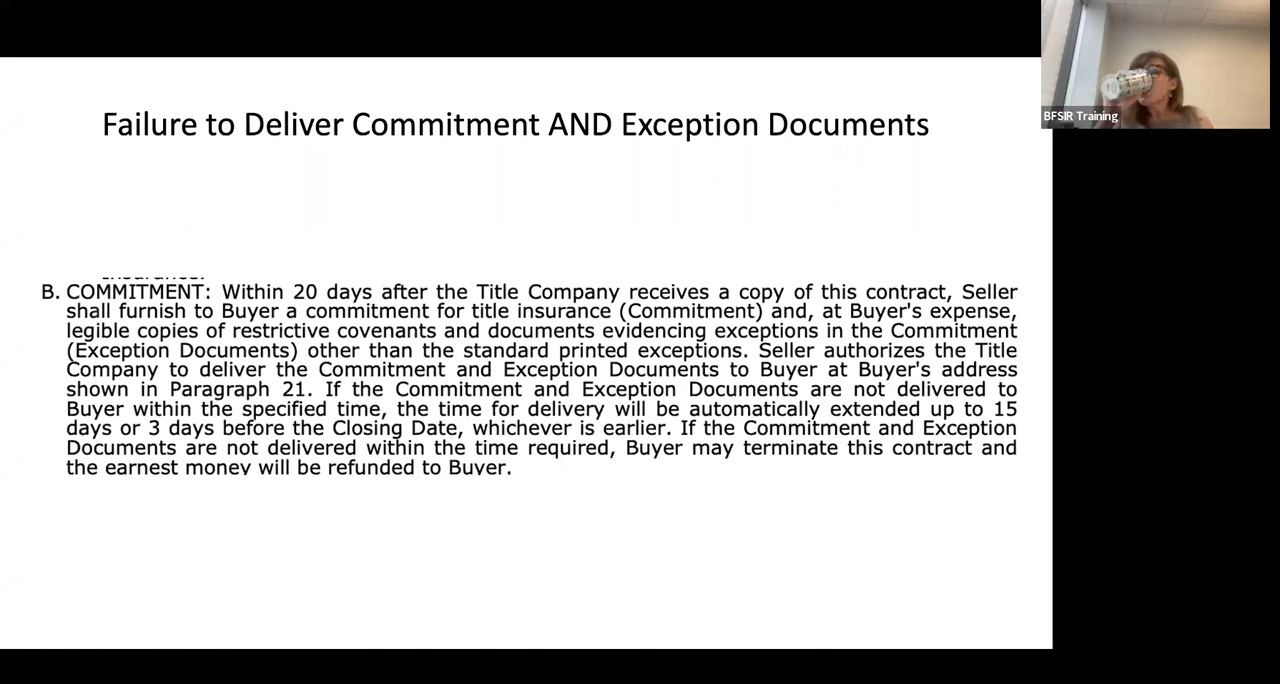 Failure to Deliver Commitment AND Exception Documents
BFSIR Training
B. COMMITMENT: Within 20 days after the Title Company receives a copy of this contract, Seller
shall furnish to Buyer a commitment for title insurance (Commitment) and, at Buyer's expense,
legible copies of restrictive covenants and documents evidencing exceptions in the Commitment
(Exception Documents) other than the standard printed exceptions. Seller authorizes the Title
Company to deliver the Commitment and Exception Documents to Buyer at Buyer's address
shown in Paragraph 21. If the Commitment and Exception Documents are not delivered to
Buyer within the specified time, the time for delivery will be automatically extended up to 15
days or 3 days before the Closing Date, whichever is earlier. If the Commitment and Exception
Documents are not delivered within the time required, Buyer may terminate this contract and
the earnest money will be refunded to Buyer.